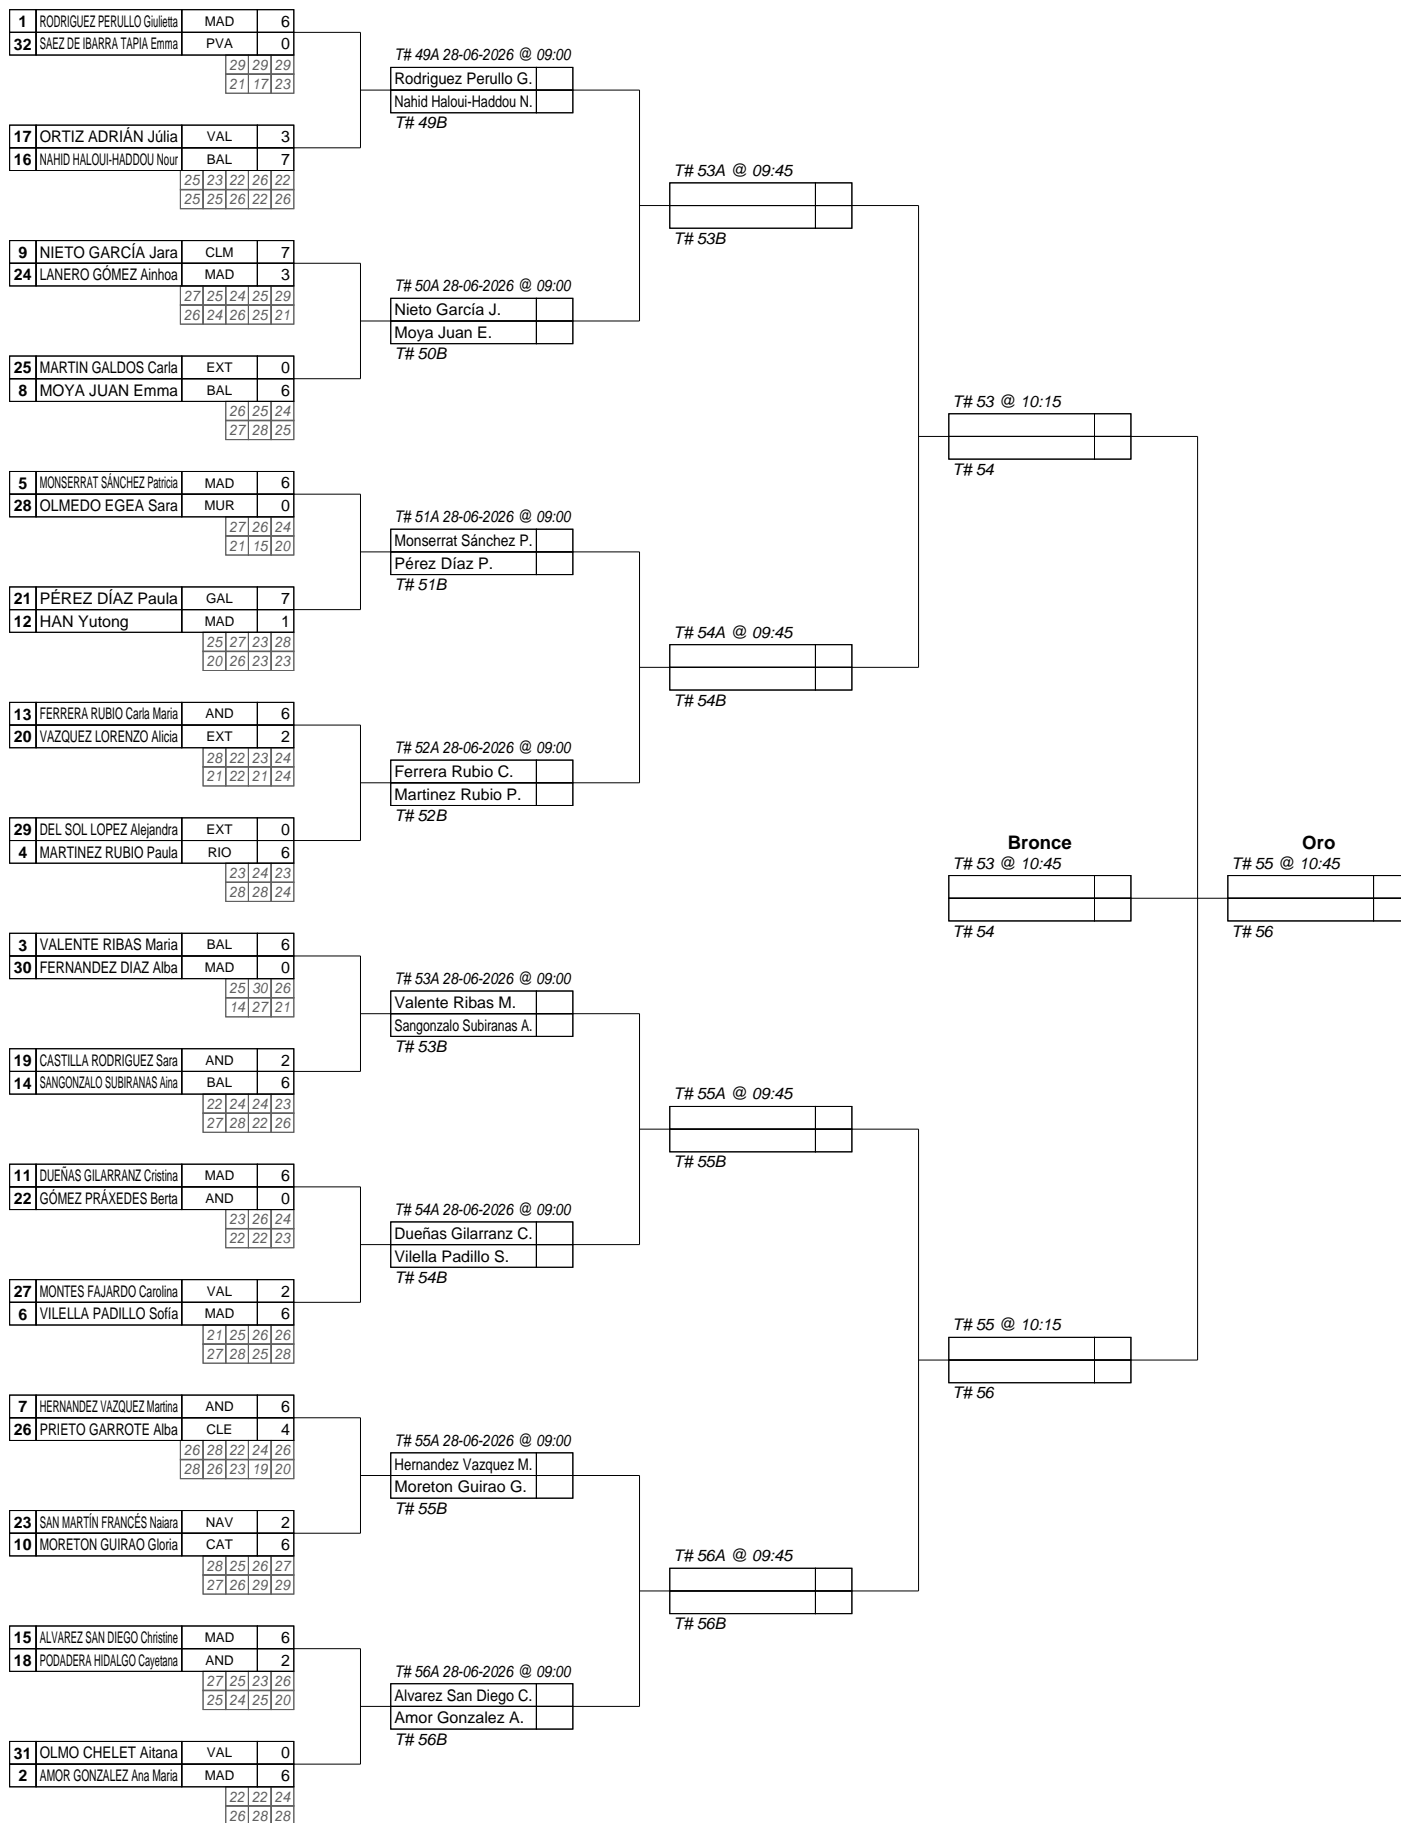 1 RODRIGUEZ PERULLO Giulietta MAD 6
32 SAEZ DE IBARRA TAPIA Emma PVA 0
29 29 29
21 17 23
T# 49A 28-06-2026 @ 09:00
Rodriguez Perullo G.
Nahid Haloui-Haddou N.
T# 49B
17 ORTIZ ADRIÁN Júlia VAL 3
16 NAHID HALOUI-HADDOU Nour BAL 7
25 23 22 26 22
25 25 26 22 26
T# 53A @ 09:45
T# 53B
9 NIETO GARCÍA Jara CLM 7
24 LANERO GÓMEZ Ainhoa MAD 3
27 25 24 25 29
26 24 26 25 21
T# 50A 28-06-2026 @ 09:00
Nieto García J.
Moya Juan E.
T# 50B
25 MARTIN GALDOS Carla EXT 0
8 MOYA JUAN Emma BAL 6
26 25 24
27 28 25
T# 53 @ 10:15
T# 54
5 MONSERRAT SÁNCHEZ Patricia MAD 6
28 OLMEDO EGEA Sara MUR 0
27 26 24
21 15 20
T# 51A 28-06-2026 @ 09:00
Monserrat Sánchez P.
Pérez Díaz P.
T# 51B
21 PÉREZ DÍAZ Paula GAL 7
12 HAN Yutong MAD 1
25 27 23 28
20 26 23 23
T# 54A @ 09:45
T# 54B
13 FERRERA RUBIO Carla Maria AND 6
20 VAZQUEZ LORENZO Alicia EXT 2
28 22 23 24
21 22 21 24
T# 52A 28-06-2026 @ 09:00
Ferrera Rubio C.
Martinez Rubio P.
T# 52B
29 DEL SOL LOPEZ Alejandra EXT 0
4 MARTINEZ RUBIO Paula RIO 6
23 24 23
28 28 24
Bronce
T# 53 @ 10:45
T# 54
Oro
T# 55 @ 10:45
T# 56
3 VALENTE RIBAS Maria BAL 6
30 FERNANDEZ DIAZ Alba MAD 0
25 30 26
14 27 21
T# 53A 28-06-2026 @ 09:00
Valente Ribas M.
Sangonzalo Subiranas A.
T# 53B
19 CASTILLA RODRIGUEZ Sara AND 2
14 SANGONZALO SUBIRANAS Aina BAL 6
22 24 24 23
27 28 22 26
T# 55A @ 09:45
T# 55B
11 DUEÑAS GILARRANZ Cristina MAD 6
22 GÓMEZ PRÁXEDES Berta AND 0
23 26 24
22 22 23
T# 54A 28-06-2026 @ 09:00
Dueñas Gilarranz C.
Vilella Padillo S.
T# 54B
27 MONTES FAJARDO Carolina VAL 2
6 VILELLA PADILLO Sofía MAD 6
21 25 26 26
27 28 25 28
T# 55 @ 10:15
T# 56
7 HERNANDEZ VAZQUEZ Martina AND 6
26 PRIETO GARROTE Alba CLE 4
26 28 22 24 26
28 26 23 19 20
T# 55A 28-06-2026 @ 09:00
Hernandez Vazquez M.
Moreton Guirao G.
T# 55B
23 SAN MARTÍN FRANCÉS Naiara NAV 2
10 MORETON GUIRAO Gloria CAT 6
28 25 26 27
27 26 29 29
T# 56A @ 09:45
T# 56B
15 ALVAREZ SAN DIEGO Christine MAD 6
18 PODADERA HIDALGO Cayetana AND 2
27 25 23 26
25 24 25 20
T# 56A 28-06-2026 @ 09:00
Alvarez San Diego C.
Amor Gonzalez A.
T# 56B
31 OLMO CHELET Aitana VAL 0
2 AMOR GONZALEZ Ana Maria MAD 6
22 22 24
26 28 28